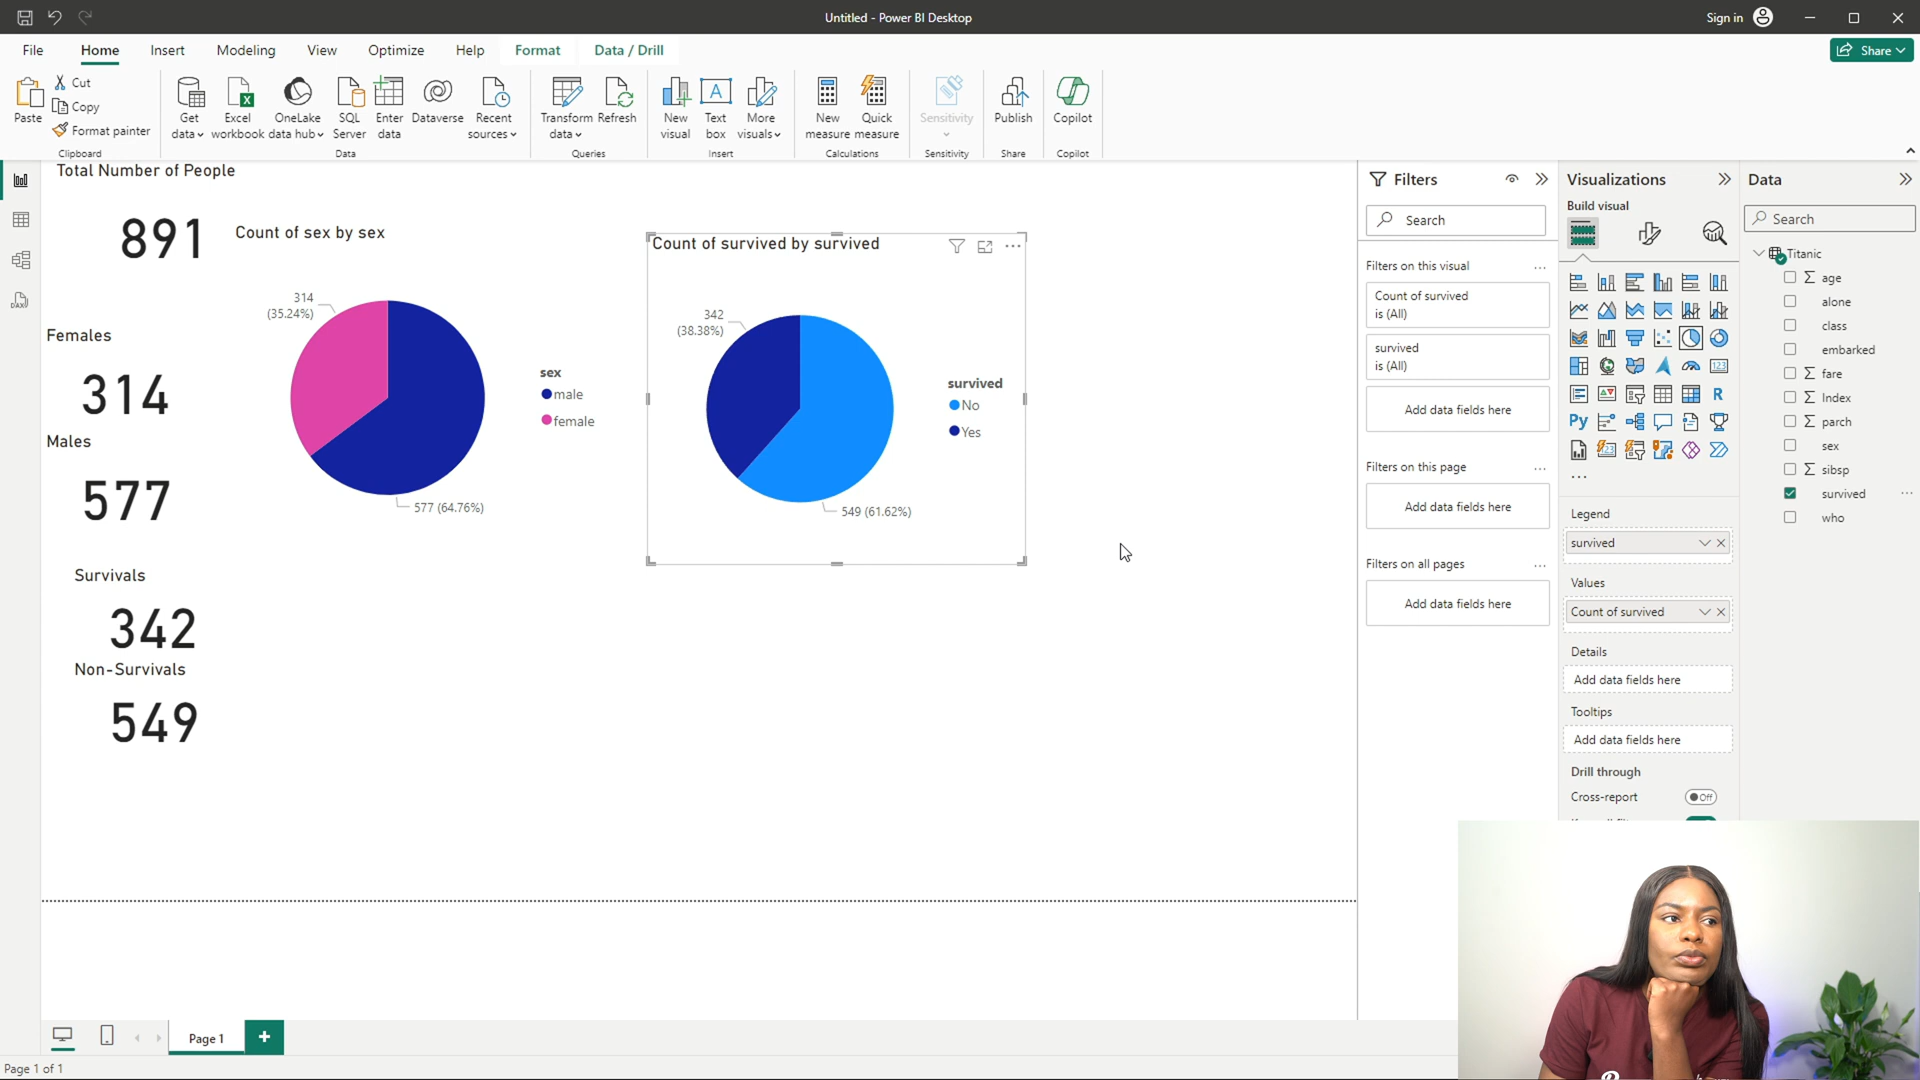 Untitled - Power BI Desktop
Sign in
File
Home
Insert
Modeling
View
Optimize
Help
Format
Data / Drill
Share
Paste
Cut
Copy
Format painter
Clipboard
Get
data
Excel
workbook
OneLake
data hub
SQL
Server
Enter
data
Dataverse
Recent
sources
Data
Transform
data
Refresh
Queries
New
visual
Text
box
More
visuals
Insert
New
measure
Quick
measure
Calculations
Sensitivity
Sensitivity
Publish
Share
Copilot
Copilot
Total Number of People
891
Females
314
Males
577
Survivals
342
Non-Survivals
549
Count of sex by sex
314
(35.24%)
577 (64.76%)
sex
male
female
Count of survived by survived
342
(38.38%)
549 (61.62%)
survived
No
Yes
Filters
Search
Filters on this visual
Count of survived
is (All)
survived
is (All)
Add data fields here
Filters on this page
Add data fields here
Filters on all pages
Add data fields here
Visualizations
Build visual
123
R
Py
Legend
survived
Values
Count of survived
Details
Add data fields here
Tooltips
Add data fields here
Drill through
Cross-report
Off
Data
Search
Titanic
age
alone
class
embarked
fare
Index
parch
sex
sibsp
survived
who
Page 1
Page 1 of 1